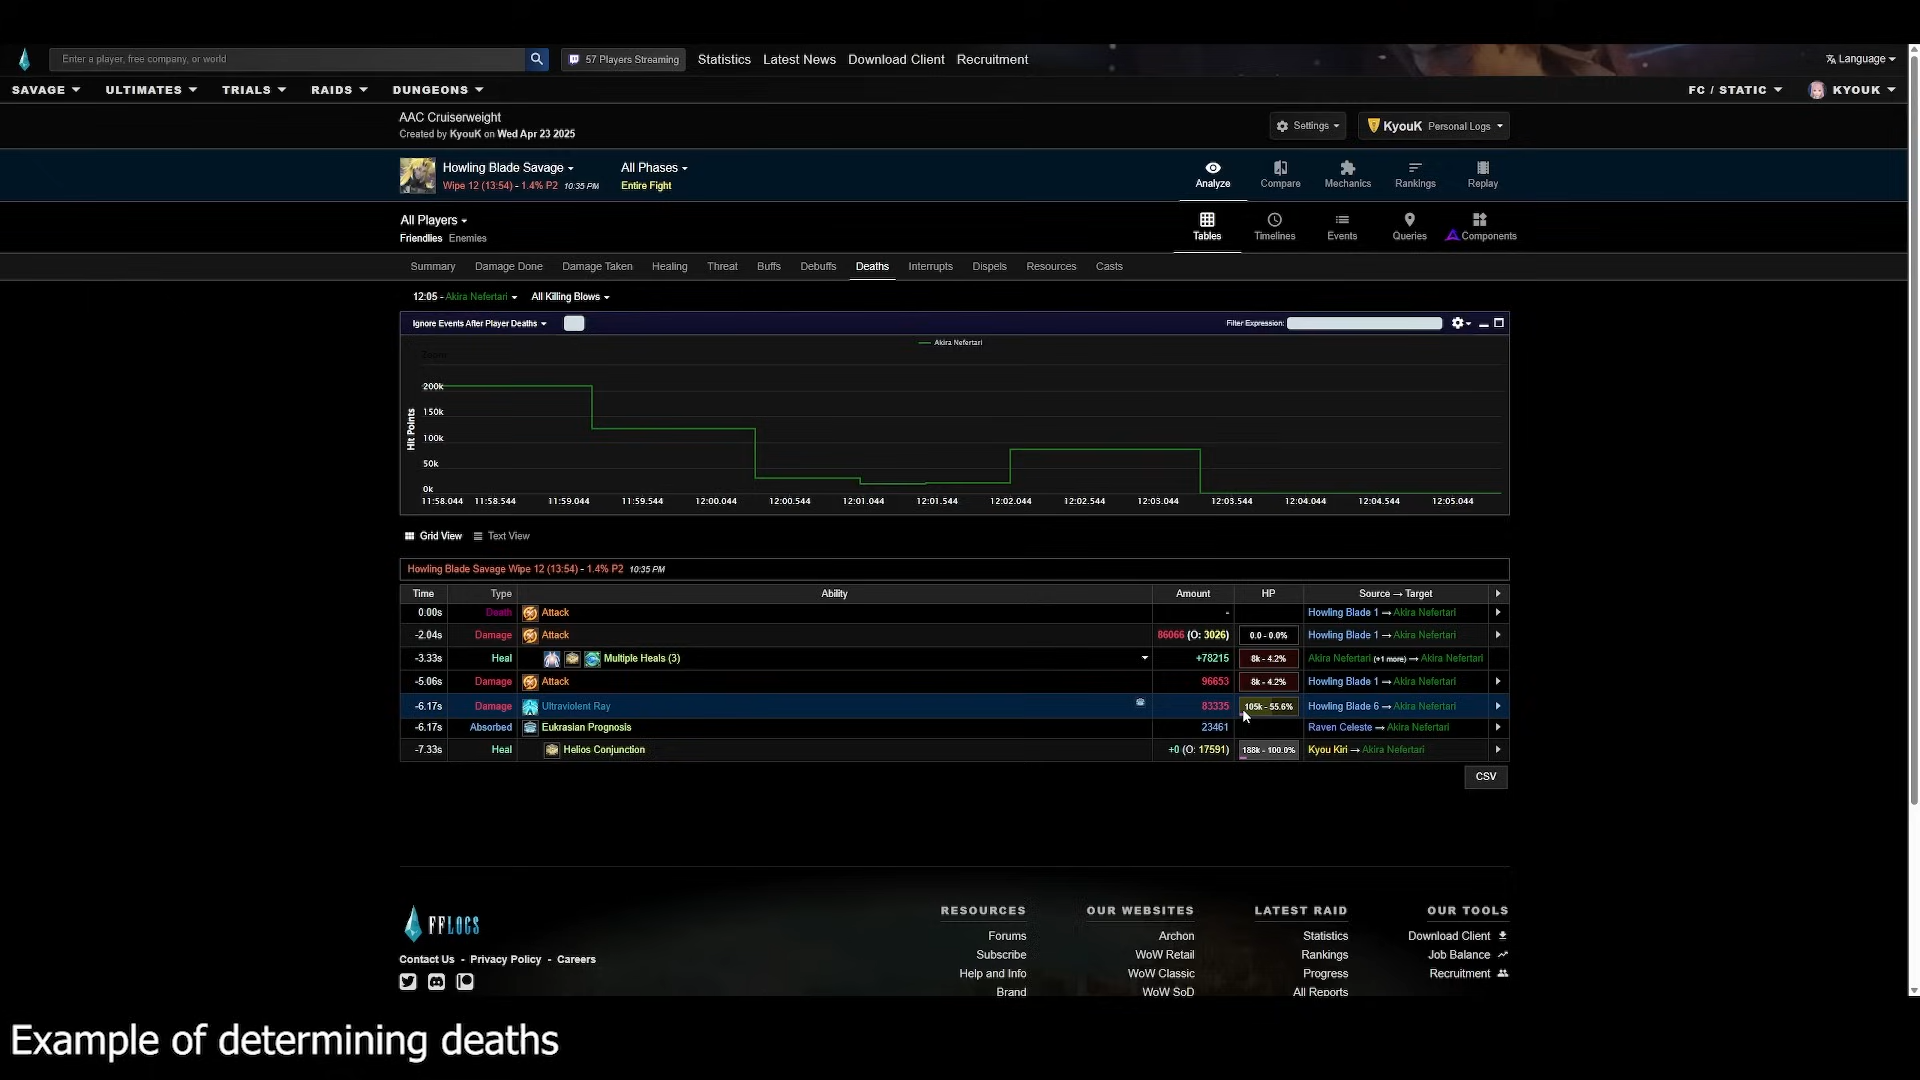 Enter a player, free company, or world
57 Players Streaming
Statistics
Latest News
Download Client
Recruitment
Language
SAVAGE
ULTIMATES
TRIALS
RAIDS
DUNGEONS
FC / STATIC
KYOUK
AAC Cruiserweight
Created by KyouK on Wed Apr 23 2025
Settings
KyouK Personal Logs
Howling Blade Savage
Wipe 12 (13:54) - 1.4% P2 10:35 PM
All Phases
Entire Fight
Analyze
Compare
Mechanics
Rankings
Replay
All Players
Friendlies Enemies
Tables
Timelines
Events
Queries
Components
Summary
Damage Done
Damage Taken
Healing
Threat
Buffs
Debuffs
Deaths
Interrupts
Dispels
Resources
Casts
12:05 - Akira Nefertari
All Killing Blows
Ignore Events After Player Deaths
Filter Expression:
Akira Nefertari
Zoom
Hit Points
200k
150k
100k
50k
0k
11:58.044 11:58.544 11:59.044 11:59.544 12:00.044 12:00.544 12:01.044 12:01.544 12:02.044 12:02.544 12:03.044 12:03.544 12:04.044 12:04.544 12:05.044
Grid View Text View
Howling Blade Savage Wipe 12 (13:54) - 1.4% P2 10:35 PM
Time Type Ability Amount HP Source → Target
0.00s Death Attack - Howling Blade 1 → Akira Nefertari
-2.04s Damage Attack 86066 (O: 3026) 0.0 - 0.0% Howling Blade 1 → Akira Nefertari
-3.33s Heal Multiple Heals (3) +78215 8k - 4.2% Akira Nefertari (+1 more) → Akira Nefertari
-5.06s Damage Attack 96653 8k - 4.2% Howling Blade 1 → Akira Nefertari
-6.17s Damage Ultraviolent Ray 83335 105k - 55.6% Howling Blade 6 → Akira Nefertari
-6.17s Absorbed Eukrasian Prognosis 23461 Raven Celeste → Akira Nefertari
-7.33s Heal Helios Conjunction +0 (O: 17591) 188k - 100.0% Kyou Kiri → Akira Nefertari
CSV
FFLOGS
Contact Us - Privacy Policy - Careers
RESOURCES
Forums
Subscribe
Help and Info
Brand
OUR WEBSITES
Archon
WoW Retail
WoW Classic
WoW SoD
LATEST RAID
Statistics
Rankings
Progress
All Reports
OUR TOOLS
Download Client
Job Balance
Recruitment
Example of determining deaths